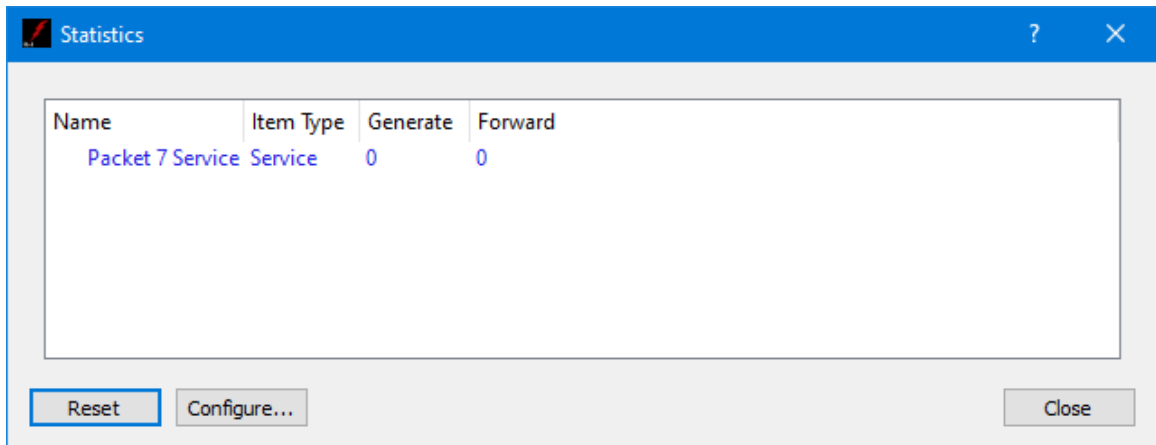 Statistics ?
Name Item Type Generate Forward
Packet 7 Service Service 0 0
Reset Configure... Close